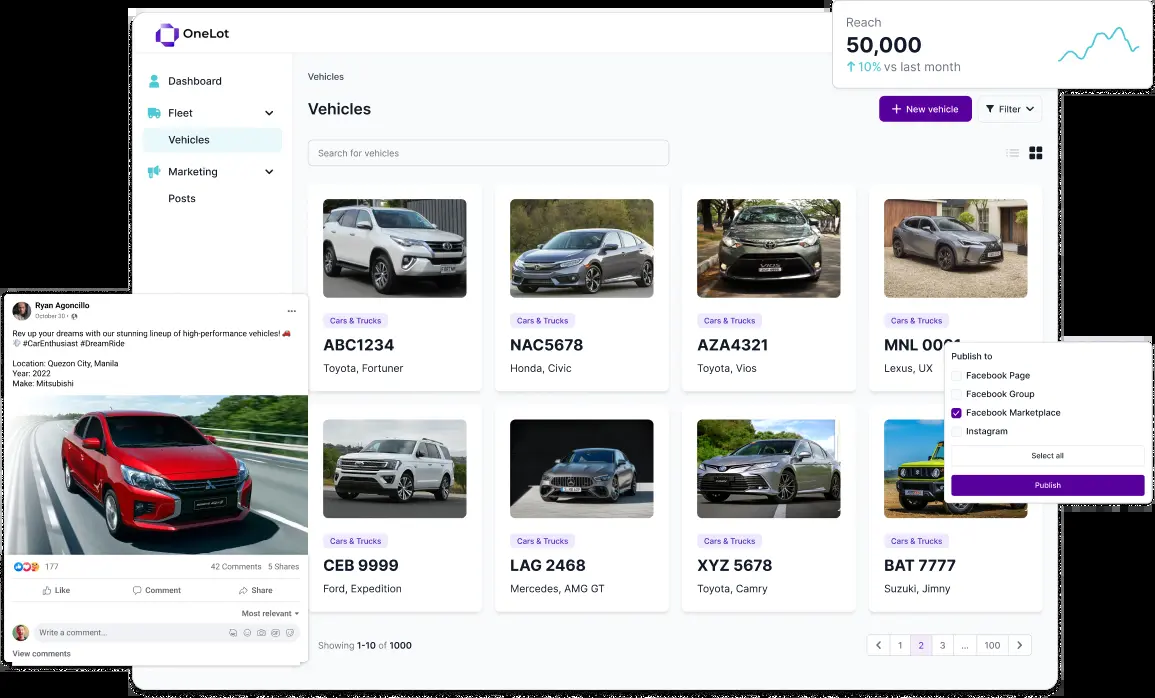 OneLot
Reach
50,000
10% vs last month
Dashboard
Fleet
Vehicles
Marketing
Posts
Vehicles
Vehicles
New vehicle
Filter
Search for vehicles
Cars & Trucks
ABC1234
Toyota, Fortuner
Cars & Trucks
NAC5678
Honda, Civic
VIOS
Cars & Trucks
AZA4321
Toyota, Vios
Cars & Trucks
MNL 0001
Lexus, UX
Publish to
Facebook Page
Facebook Group
Facebook Marketplace
Instagram
Select all
Publish
Cars & Trucks
CEB 9999
Ford, Expedition
Cars & Trucks
LAG 2468
Mercedes, AMG GT
Cars & Trucks
XYZ 5678
Toyota, Camry
Cars & Trucks
BAT 7777
Suzuki, Jimny
Showing 1-10 of 1000
1 2 3 ... 100
Ryan Agoncillo
October 20
Rev up your dreams with our stunning lineup of high-performance vehicles! 🚗
#CarEnthusiast #DreamRide
Location: Quezon City, Manila
Year: 2022
Make: Mitsubishi
177
42 Comments 5 Shares
Like
Comment
Share
Most relevant
Write a comment...
View comments